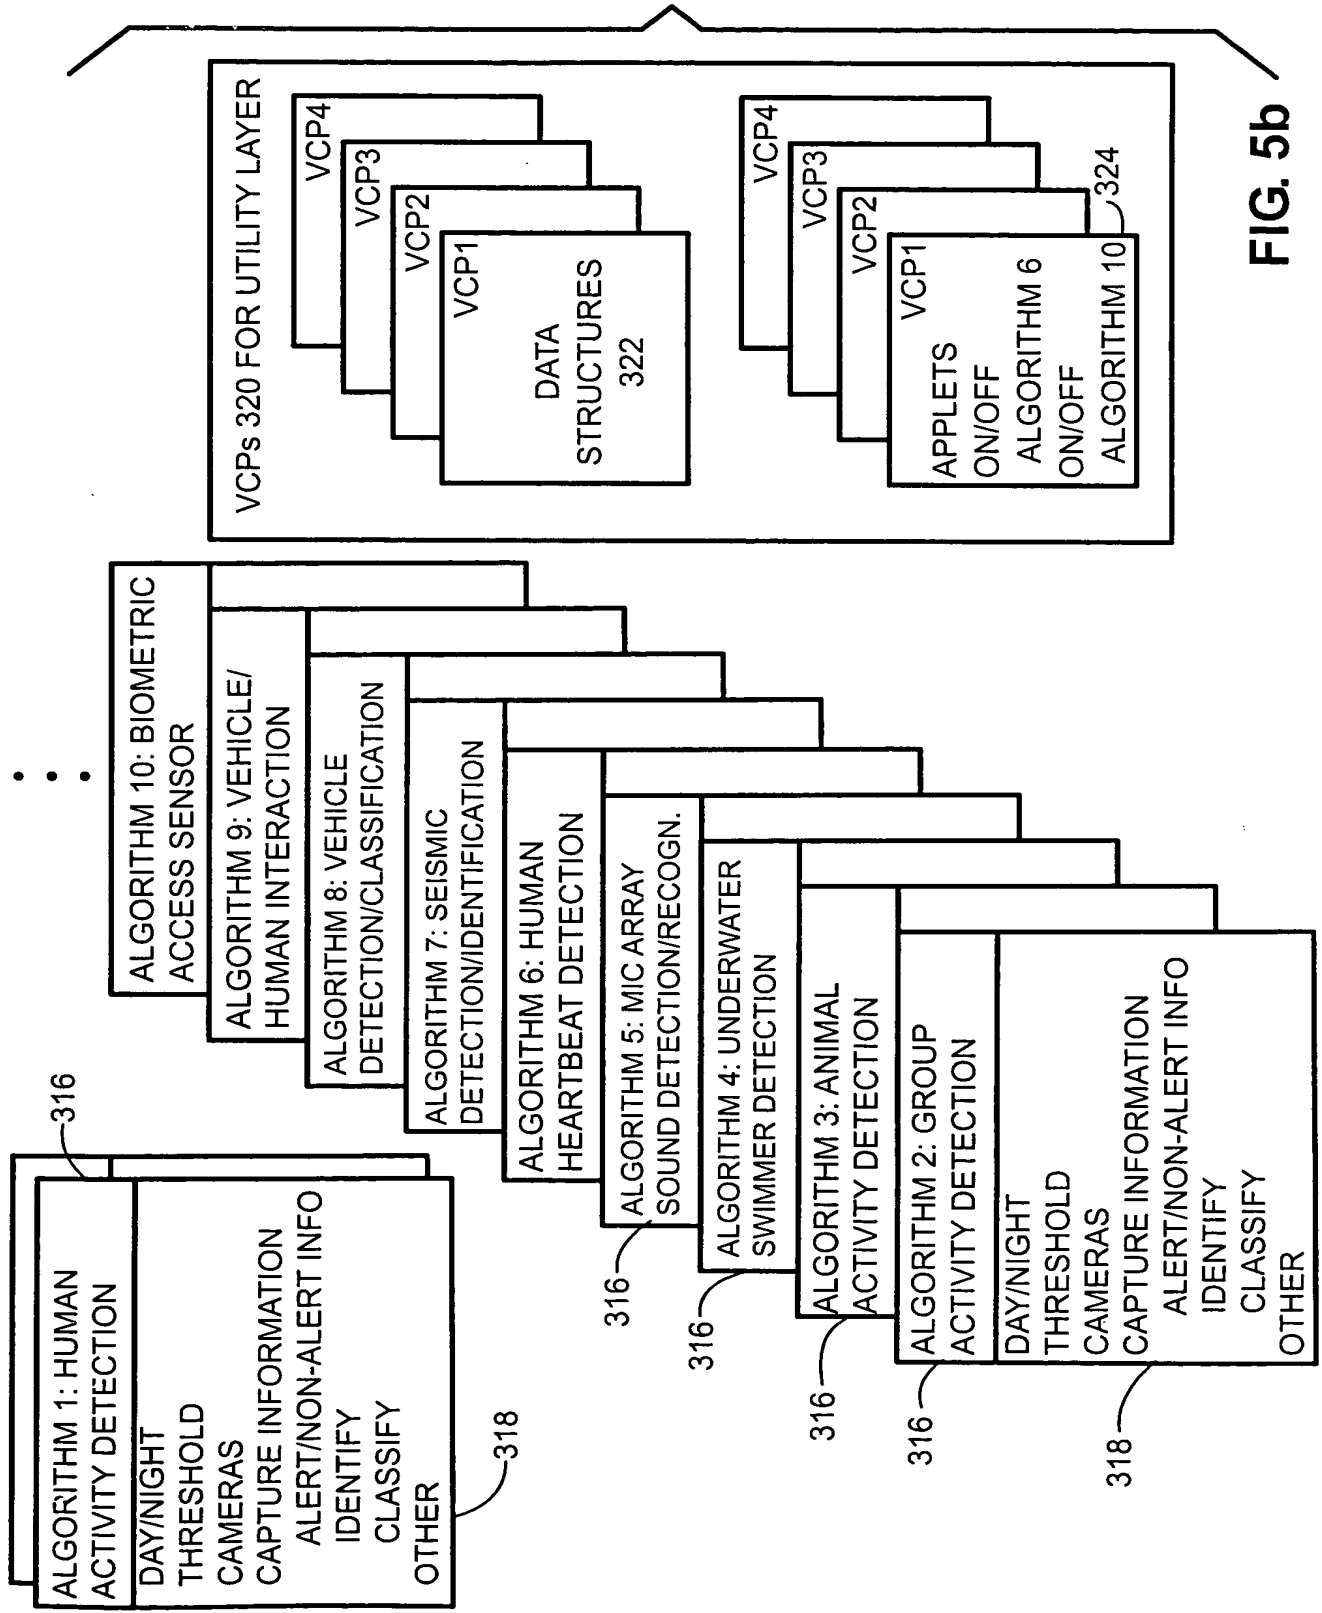 316
ALGORITHM 1: HUMAN
ACTIVITY DETECTION
DAY/NIGHT
THRESHOLD
CAMERAS
CAPTURE INFORMATION
ALERT/NON-ALERT INFO
IDENTIFY
CLASSIFY
OTHER
318
ALGORITHM 10: BIOMETRIC
ACCESS SENSOR
ALGORITHM 9: VEHICLE/
HUMAN INTERACTION
ALGORITHM 8: VEHICLE
DETECTION/CLASSIFICATION
ALGORITHM 7: SEISMIC
DETECTION/IDENTIFICATION
ALGORITHM 6: HUMAN
HEARTBEAT DETECTION
ALGORITHM 5: MIC ARRAY
SOUND DETECTION/RECOGN.
316
ALGORITHM 4: UNDERWATER
SWIMMER DETECTION
316
ALGORITHM 3: ANIMAL
ACTIVITY DETECTION
316
ALGORITHM 2: GROUP
ACTIVITY DETECTION
316
DAY/NIGHT
THRESHOLD
CAMERAS
CAPTURE INFORMATION
ALERT/NON-ALERT INFO
IDENTIFY
CLASSIFY
OTHER
318
VCPs 320 FOR UTILITY LAYER
VCP4
VCP3
VCP2
VCP1
DATA
STRUCTURES
322
VCP4
VCP3
VCP2
VCP1
APPLETS
ON/OFF
ALGORITHM 6
ON/OFF
ALGORITHM 10
324
FIG. 5b